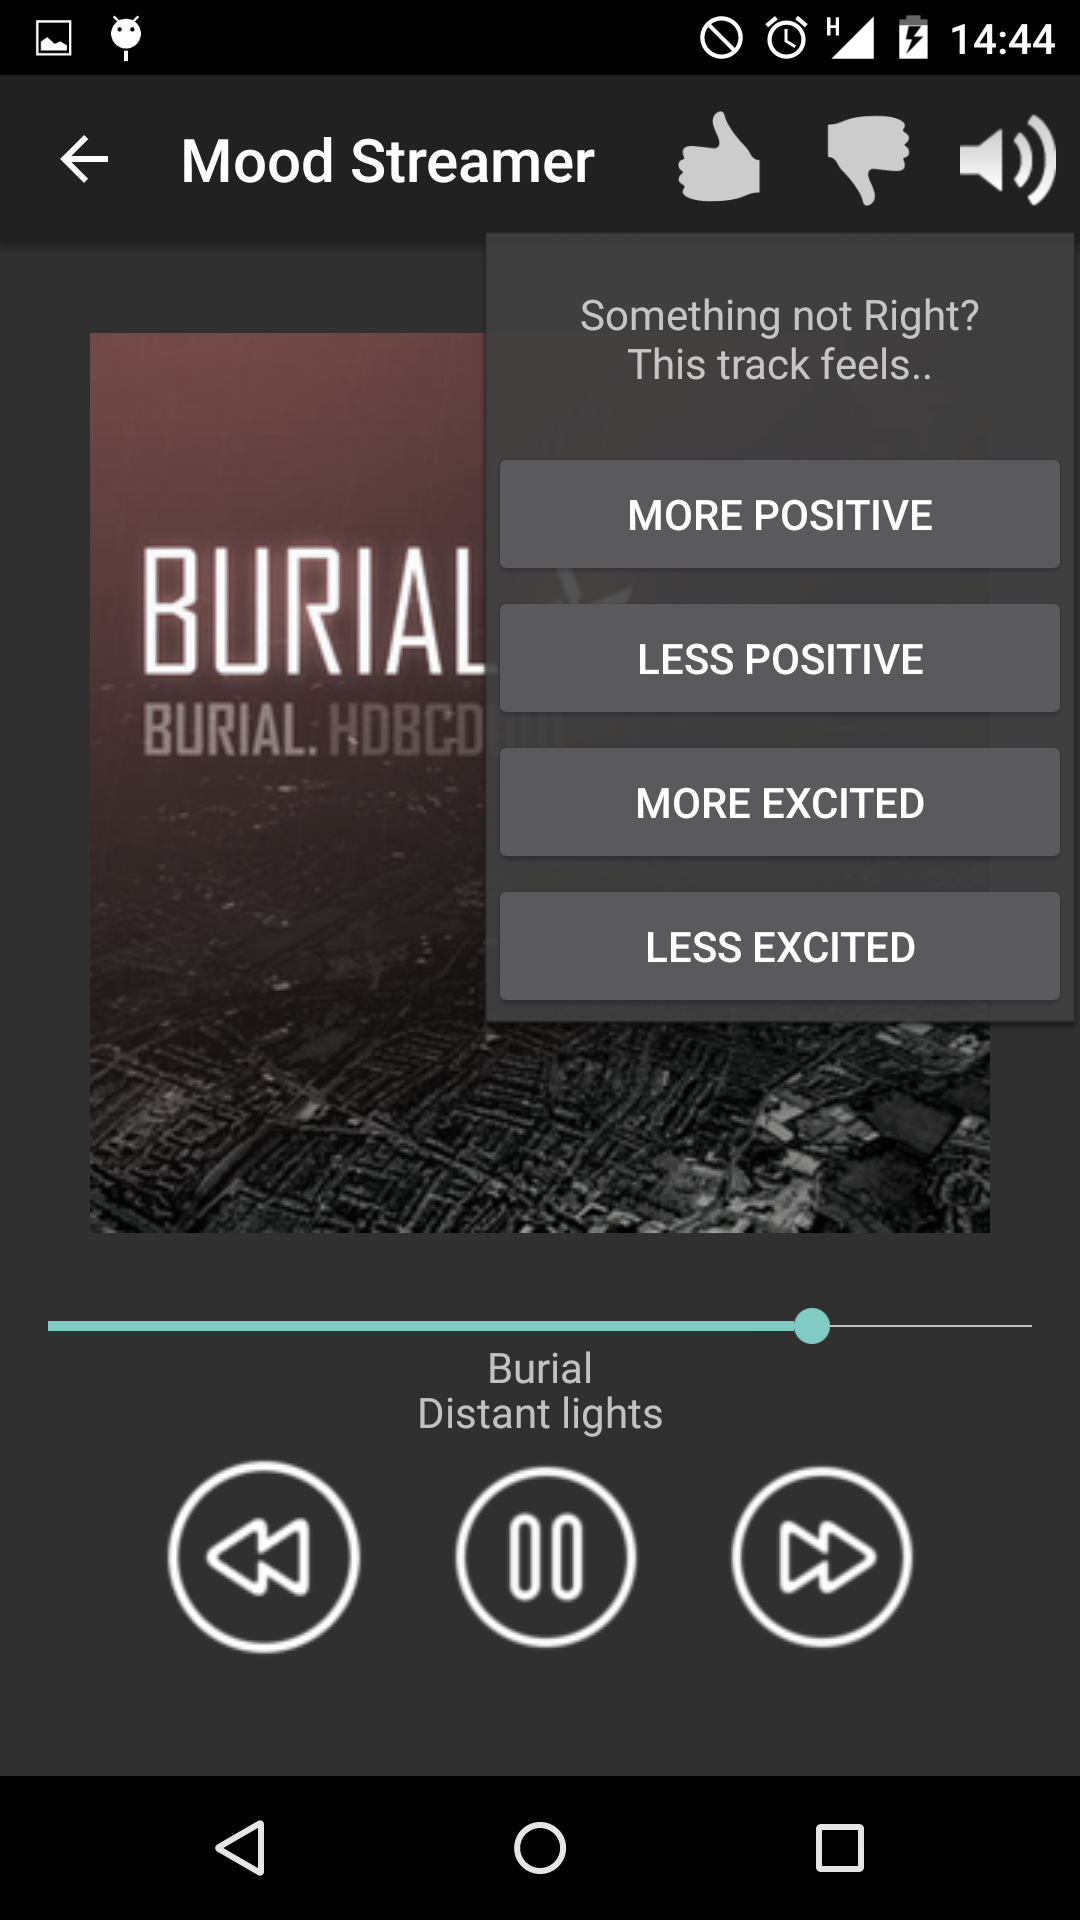 H 14:44
Mood Streamer
Something not Right?
This track feels..
MORE POSITIVE
BURIAL
LESS POSITIVE
BURIAL. HDBCD
MORE EXCITED
LESS EXCITED
Burial
Distant lights